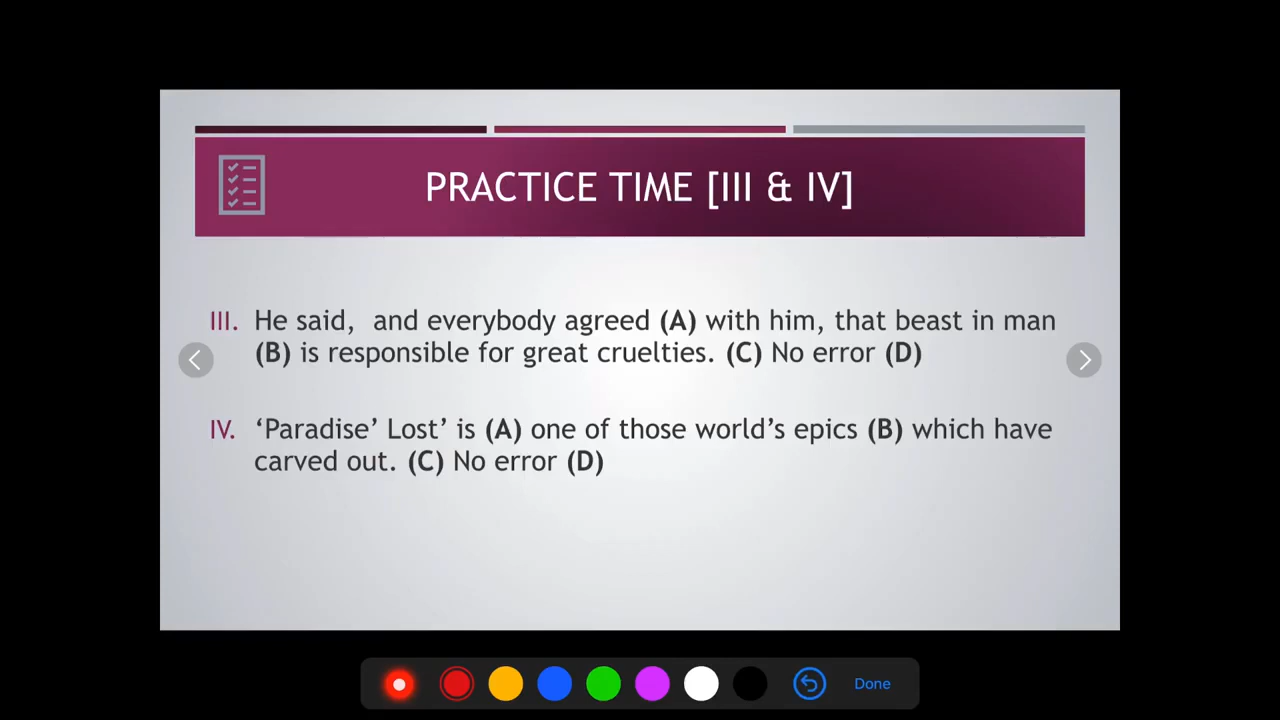 PRACTICE TIME [III & IV]
III. He said, and everybody agreed (A) with him, that beast in man
(B) is responsible for great cruelties. (C) No error (D)
IV. ‘Paradise’ Lost’ is (A) one of those world’s epics (B) which have
carved out. (C) No error (D)
Done